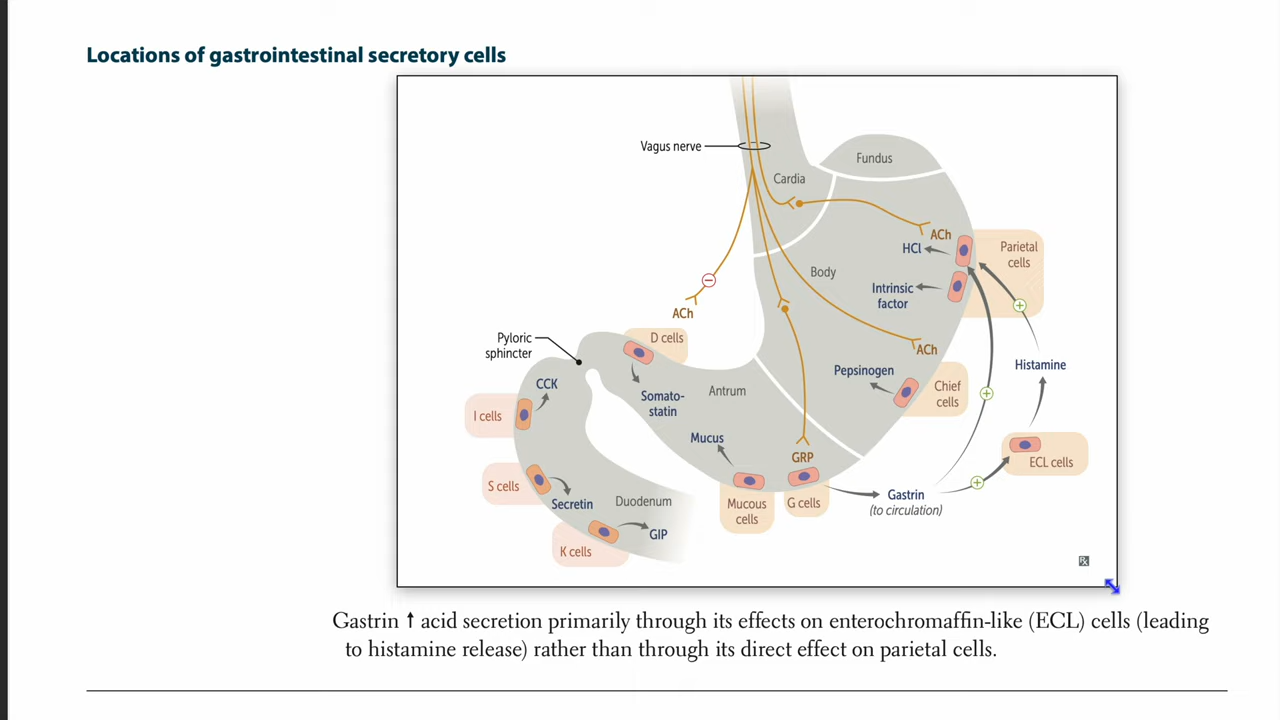 Locations of gastrointestinal secretory cells
Vagus nerve
Fundus
Cardia
ACh
HCl
Parietal
cells
Body
Intrinsic
factor
ACh
Pyloric
sphincter
D cells
ACh
Histamine
CCK
Somato-
statin
Antrum
Pepsinogen
Chief
cells
I cells
Mucus
GRP
ECL cells
S cells
Secretin
Duodenum
Mucous
cells
G cells
Gastrin
(to circulation)
K cells
GIP
Rx
Gastrin ↑ acid secretion primarily through its effects on enterochromaffin-like (ECL) cells (leading
to histamine release) rather than through its direct effect on parietal cells.